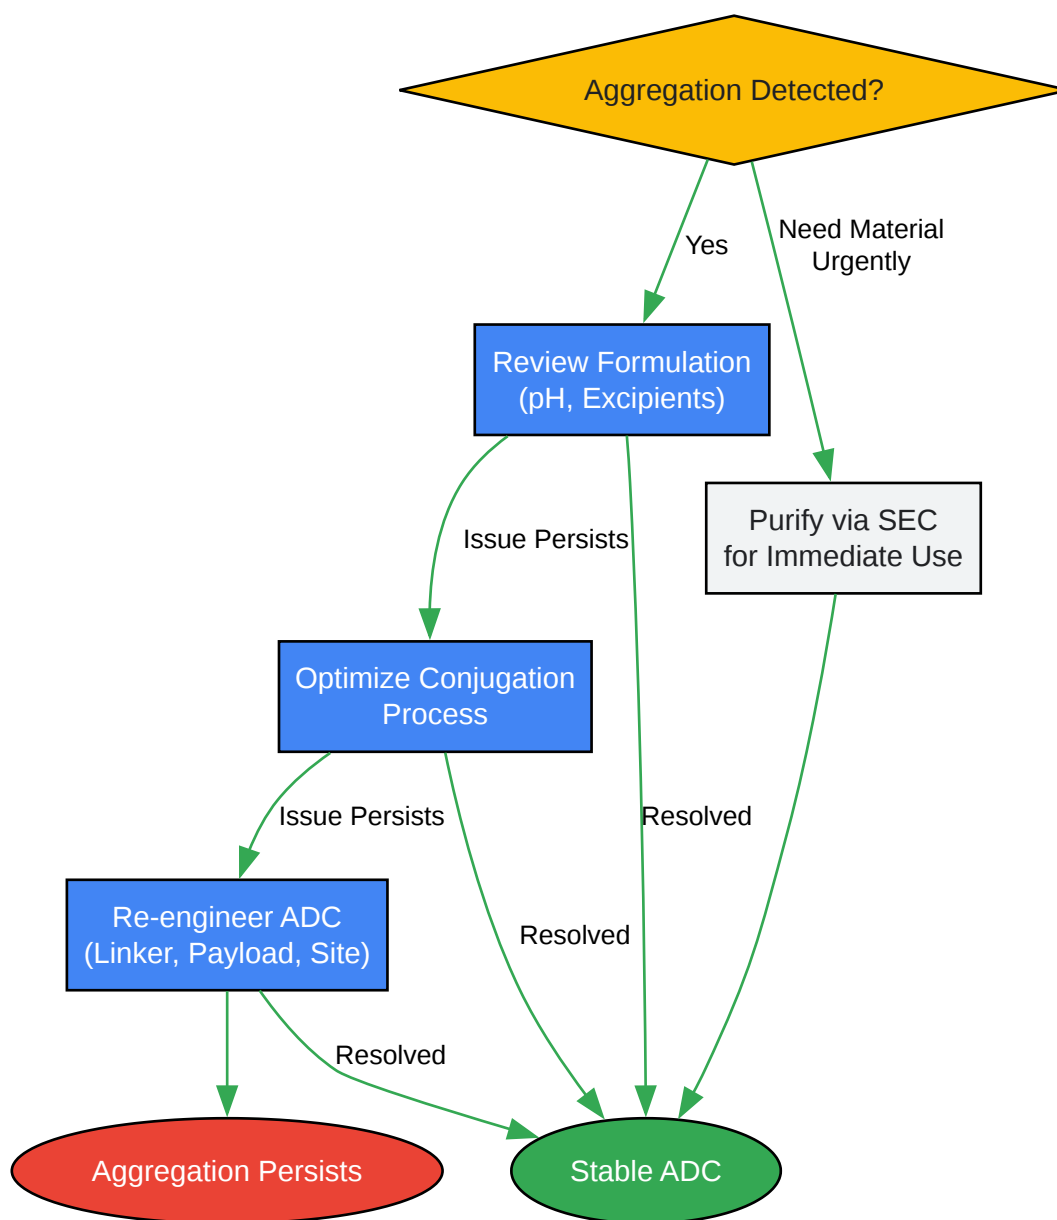 Aggregation Detected?
Yes
Need Material
Urgently
Review Formulation
(pH, Excipients)
Purify via SEC
for Immediate Use
Issue Persists
Optimize Conjugation
Process
Issue Persists
Resolved
Re-engineer ADC
(Linker, Payload, Site)
Resolved
Resolved
Aggregation Persists
Stable ADC